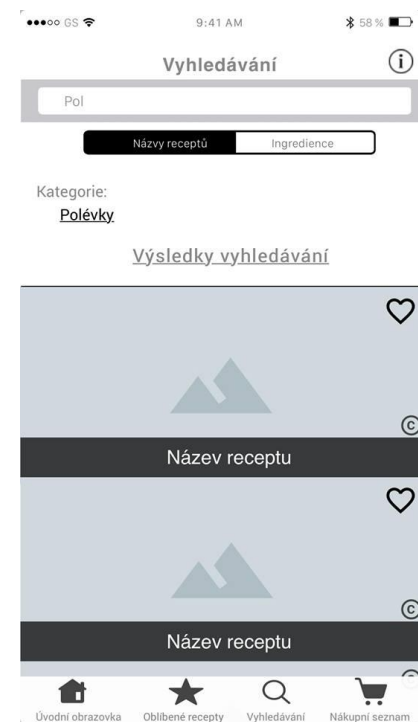 GS 9:41 AM 58 %
Vyhledávání
Pol
Názvy receptů Ingredience
Kategorie:
Polévky
Výsledky vyhledávání
©
Název receptu
©
Název receptu
Úvodní obrazovka Oblíbené recepty Vyhledávání Nákupní seznam